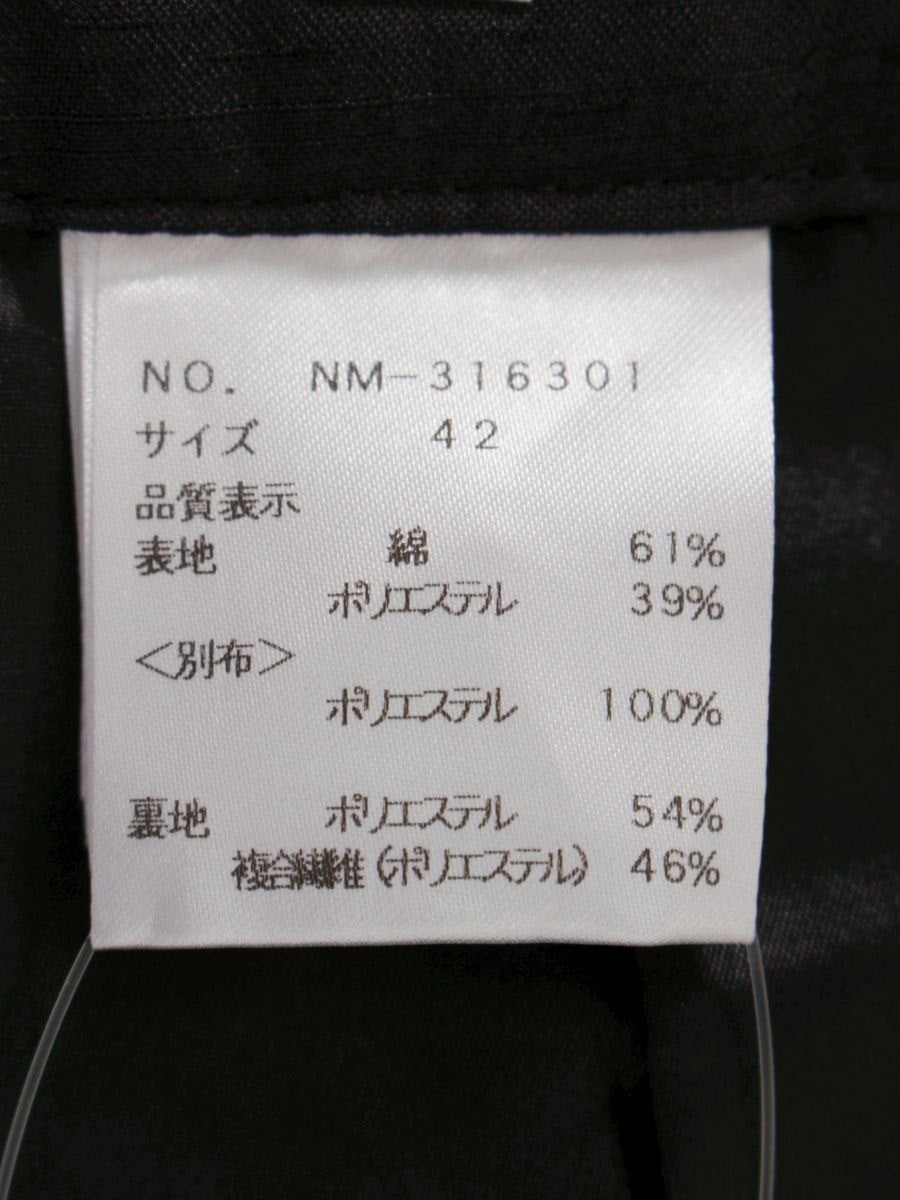 NO. NM-316301
サイズ 42
品質表示
表地 綿 61%
ポリエステル 39%
＜別布＞
ポリエステル 100%
裏地 ポリエステル 54%
複合繊維(ポリエステル) 46%